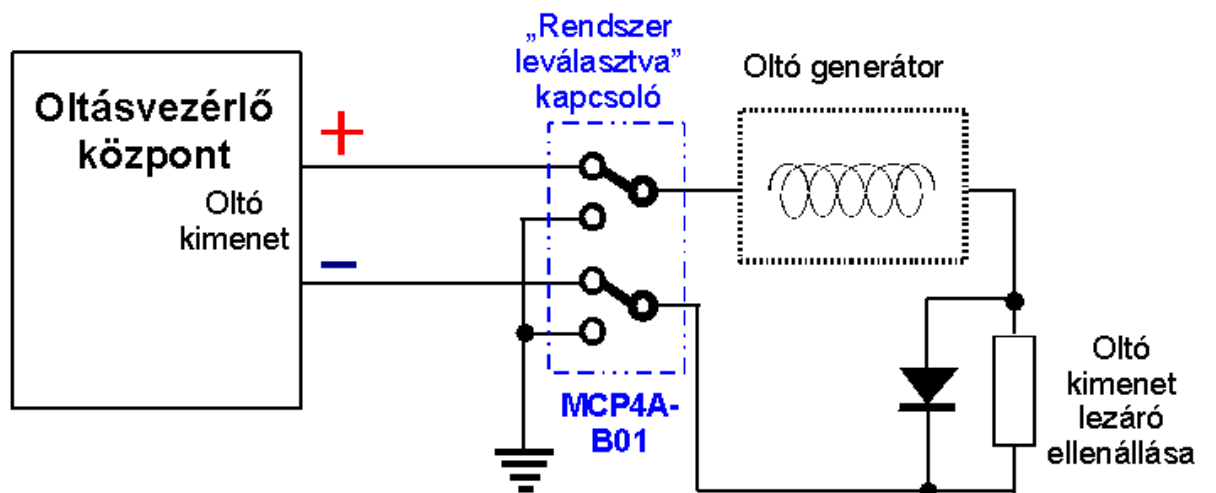 „Rendszer
leválasztva”
kapcsoló
Oltó generátor
Oltásvezérlő
központ
+
Oltó
kimenet
−
MCP4A-
B01
Oltó
kimenet
lezáró
ellenállása